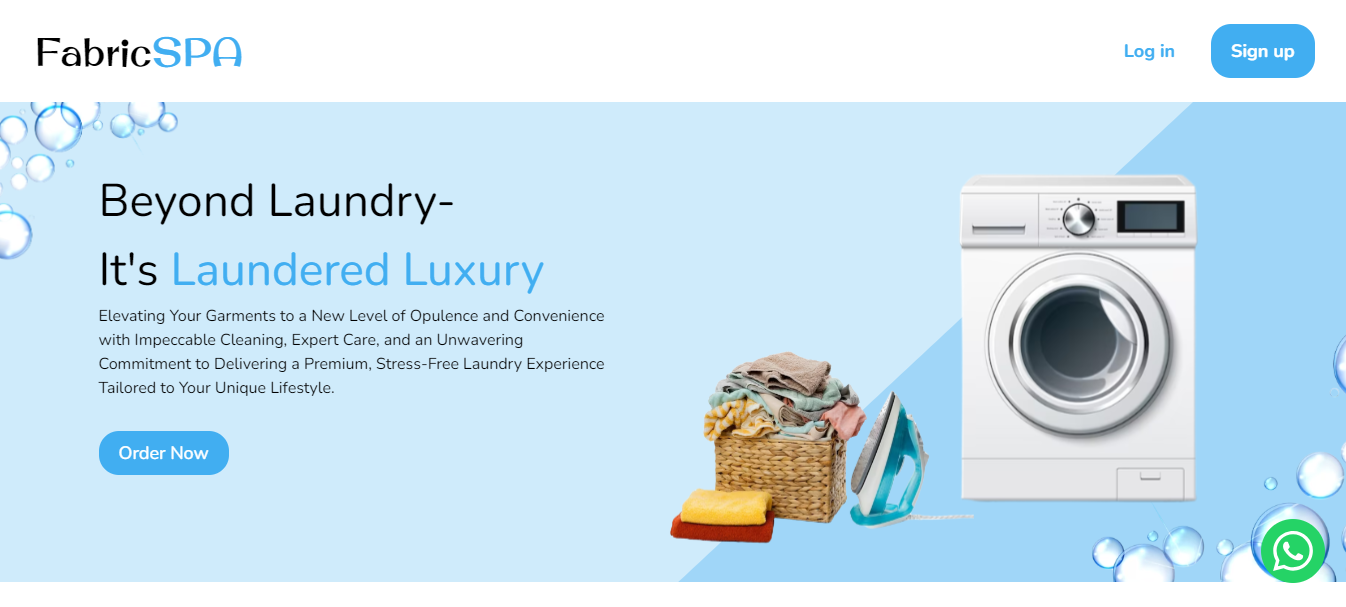 FabricSPA
Log in
Sign up
Beyond Laundry-
It's Laundered Luxury
Elevating Your Garments to a New Level of Opulence and Convenience
with Impeccable Cleaning, Expert Care, and an Unwavering
Commitment to Delivering a Premium, Stress-Free Laundry Experience
Tailored to Your Unique Lifestyle.
Order Now